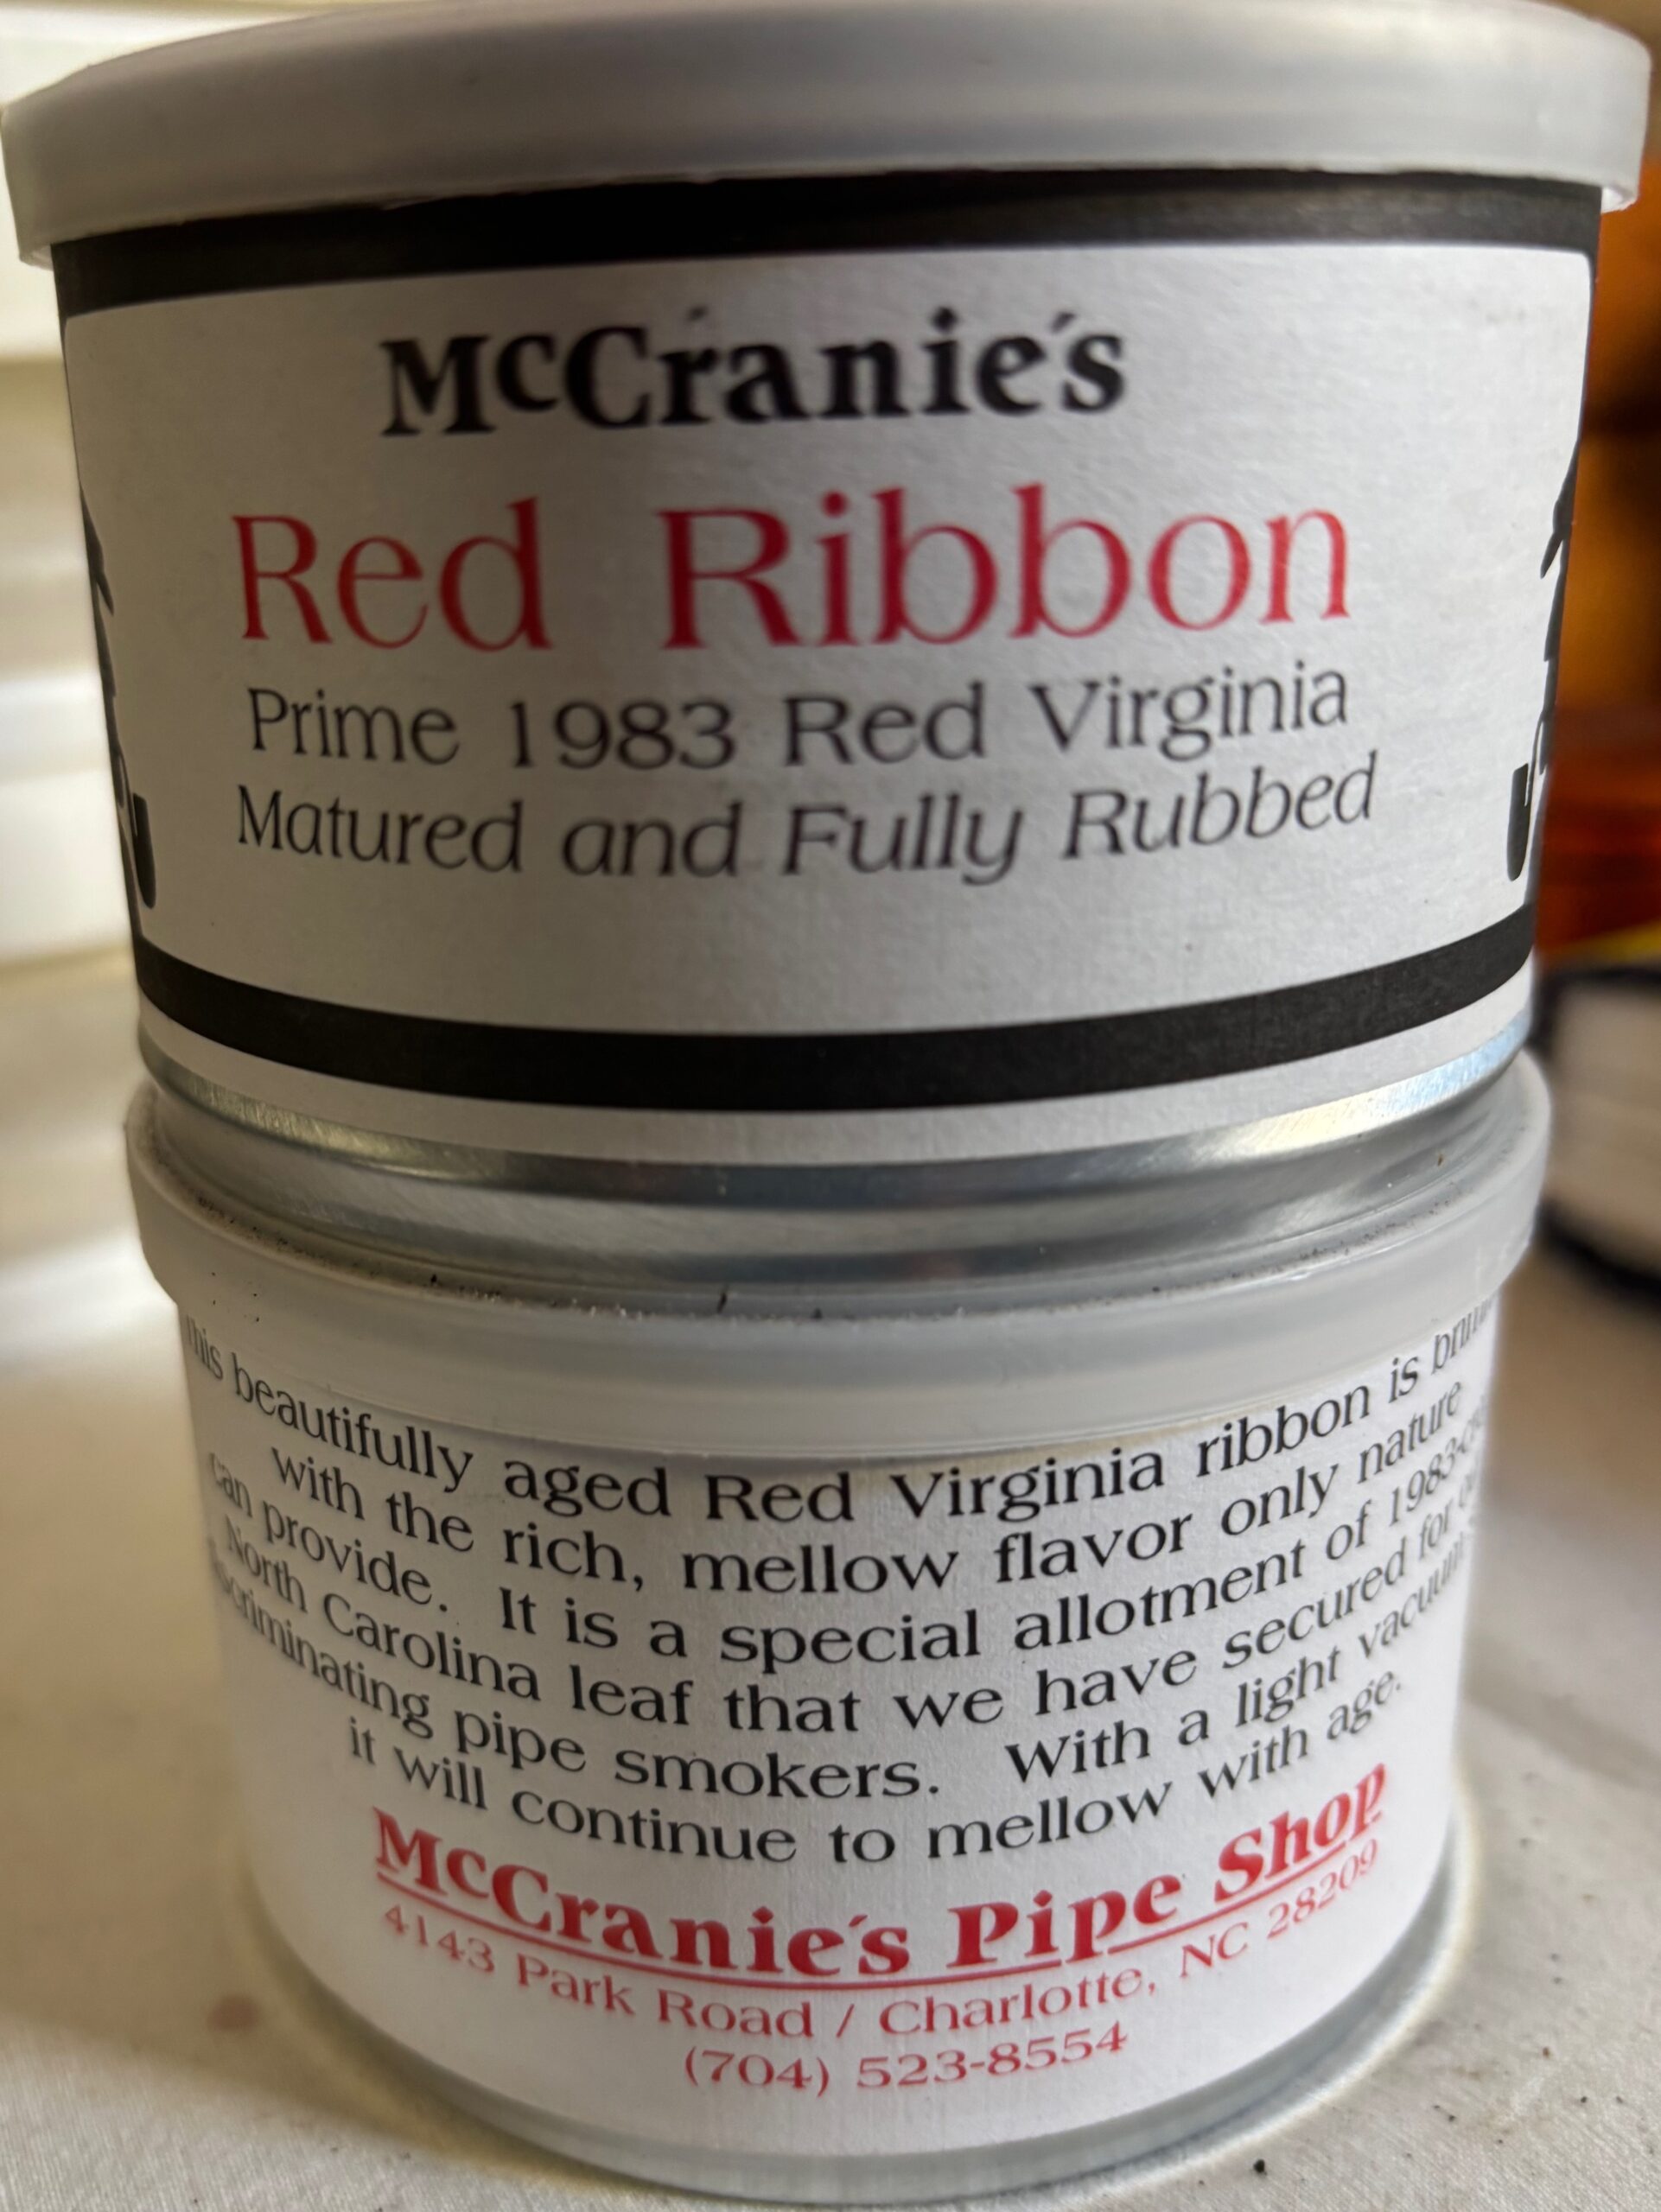 McCranie's
Red Ribbon
Prime 1983 Red Virginia
Matured and Fully Rubbed
This beautifully aged Red Virginia ribbon is
with the rich, mellow flavor only nature
can provide. It is a special allotment of
North Carolina leaf that we have secured for
discriminating pipe smokers. With a light vacuum
it will continue to mellow with age.
McCranie's Pipe Shop
4143 Park Road / Charlotte, NC 28209
(704) 523-8554